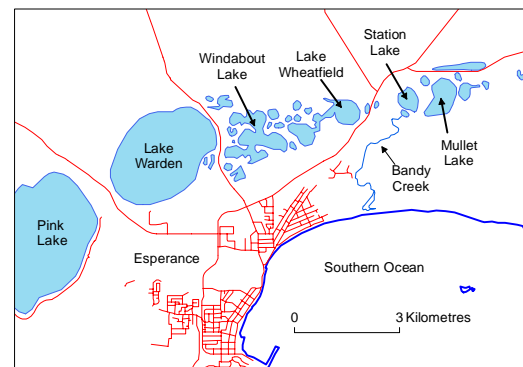 Station
Lake
Windabout
Lake
Lake
Wheatfield
Lake
Warden
Mullet
Lake
Bandy
Creek
Pink
Lake
Esperance
Southern Ocean
0 3 Kilometres